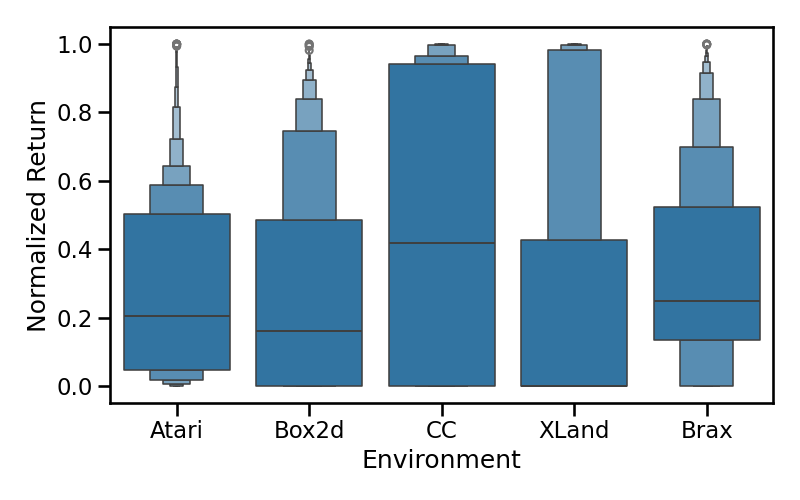 Normalized Return
1.0
0.8
0.6
0.4
0.2
0.0
Atari Box2d CC XLand Brax
Environment